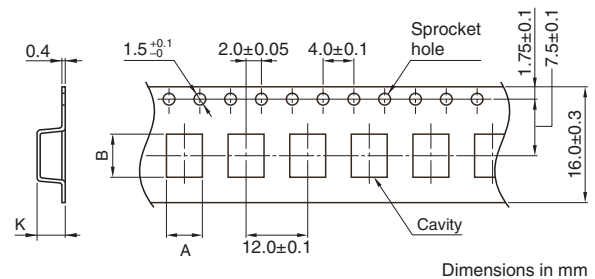 0.4
1.5 +0.1 −0
2.0±0.05
4.0±0.1
Sprocket
hole
1.75±0.1
7.5±0.1
16.0±0.3
B
K
A
12.0±0.1
Cavity
Dimensions in mm